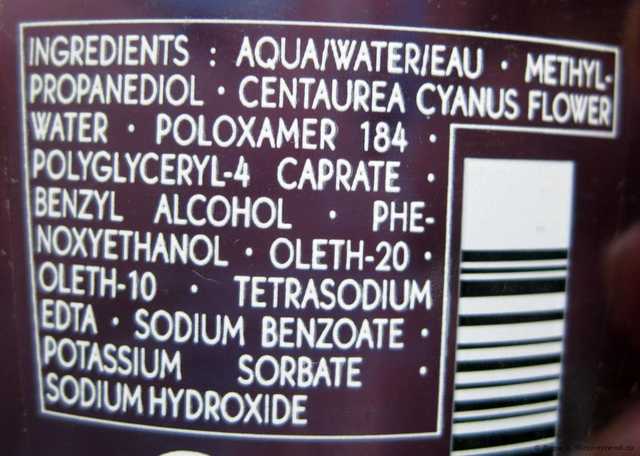 INGREDIENTS : AQUA/WATER/EAU · METHYL-
PROPANEDIOL · CENTAUREA CYANUS FLOWER
WATER · POLOXAMER 184 ·
POLYGLYCERYL-4 CAPRATE ·
BENZYL ALCOHOL · PHE-
NOXYETHANOL · OLETH-20 ·
OLETH-10 · TETRASODIUM
EDTA · SODIUM BENZOATE ·
POTASSIUM SORBATE ·
SODIUM HYDROXIDE